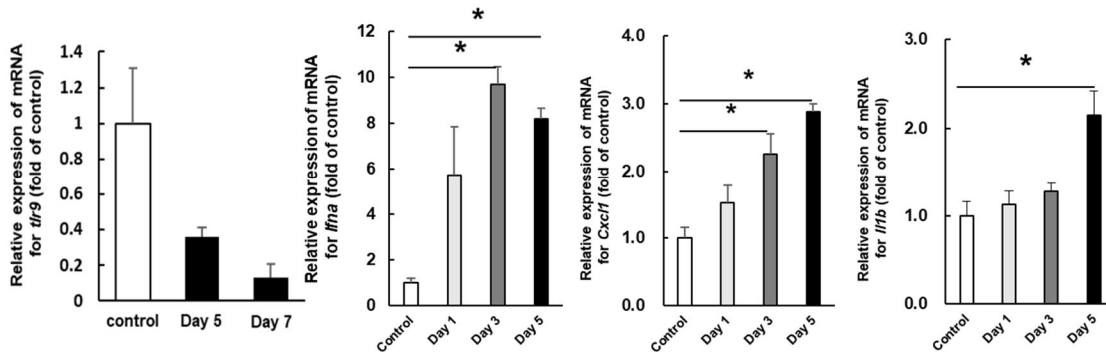 Relative expression of mRNA
for tlr9 (fold of control)
1.4
1.2
1
0.8
0.6
0.4
0.2
0
control
Day 5
Day 7
Relative expression of mRNA
for Ifna (fold of control)
12
10
8
6
4
2
0
*
*
Control
Day 1
Day 3
Day 5
Relative expression of mRNA
for Cxcl1 (fold of control)
4.0
3.0
2.0
1.0
0.0
*
*
Control
Day 1
Day 3
Day 5
Relative expression of mRNA
for Il1b (fold of control)
3.0
2.0
1.0
0.0
*
Control
Day 1
Day 3
Day 5